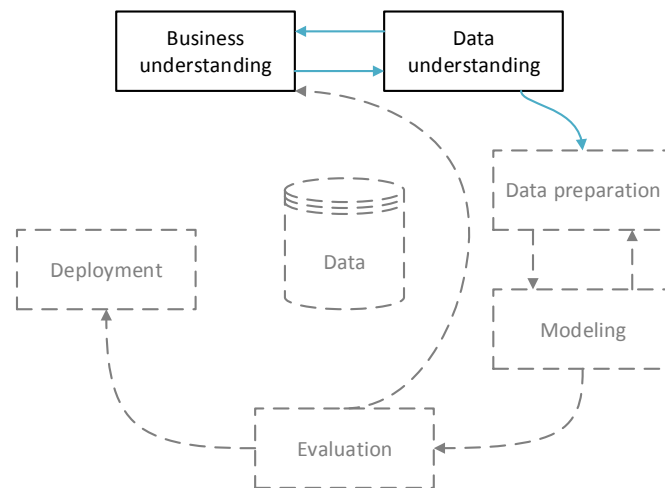 Business
understanding
Data
understanding
Data preparation
Data
Deployment
Modeling
Evaluation